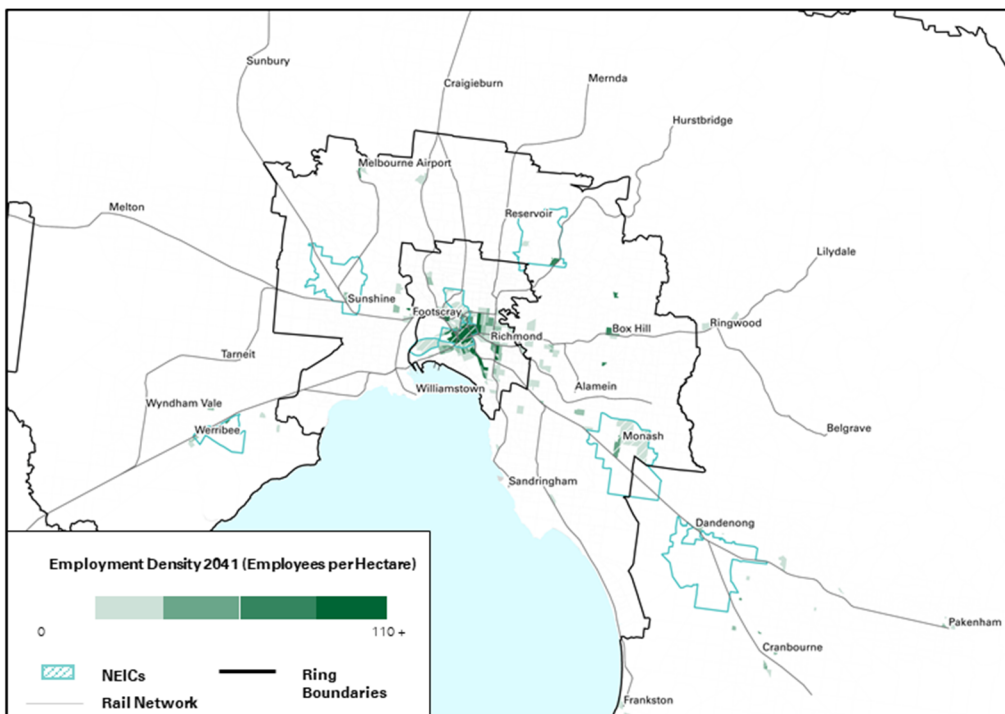 Sunbury
Craigieburn
Mernda
Hurstbridge
Melbourne Airport
Melton
Reservoir
Lilydale
Sunshine
Footscray
Ringwood
Box Hill
Richmond
Tarneit
Alamein
Williamstown
Wyndham Vale
Belgrave
Werribee
Monash
Sandringham
Dandenong
Pakenham
Cranbourne
Frankston
Employment Density 2041 (Employees per Hectare)
0
110 +
NEICs
Ring
Boundaries
Rail Network